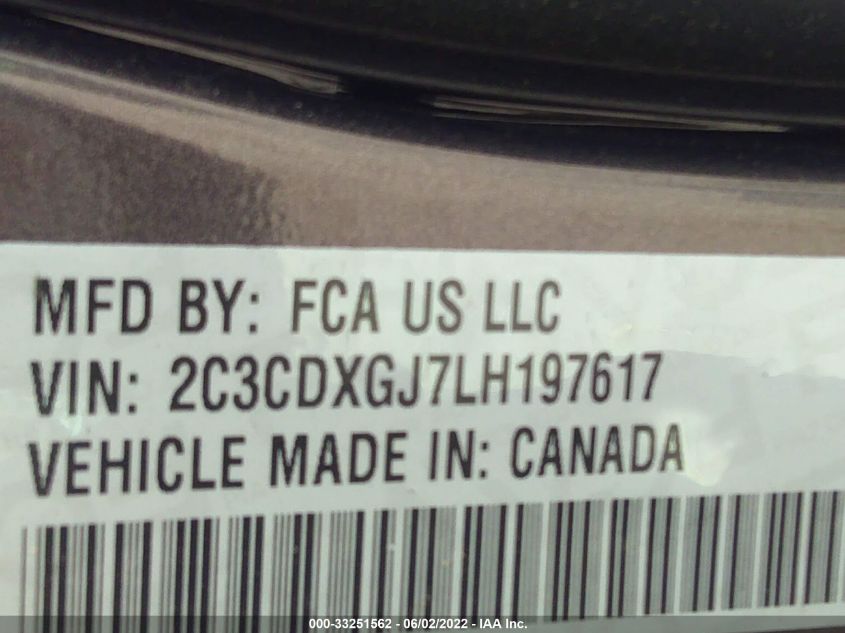 MFD BY: FCA US LLC
VIN: 2C3CDXGJ7LH197617
VEHICLE MADE IN: CANADA
000-33251562 - 06/02/2022 - IAA Inc.